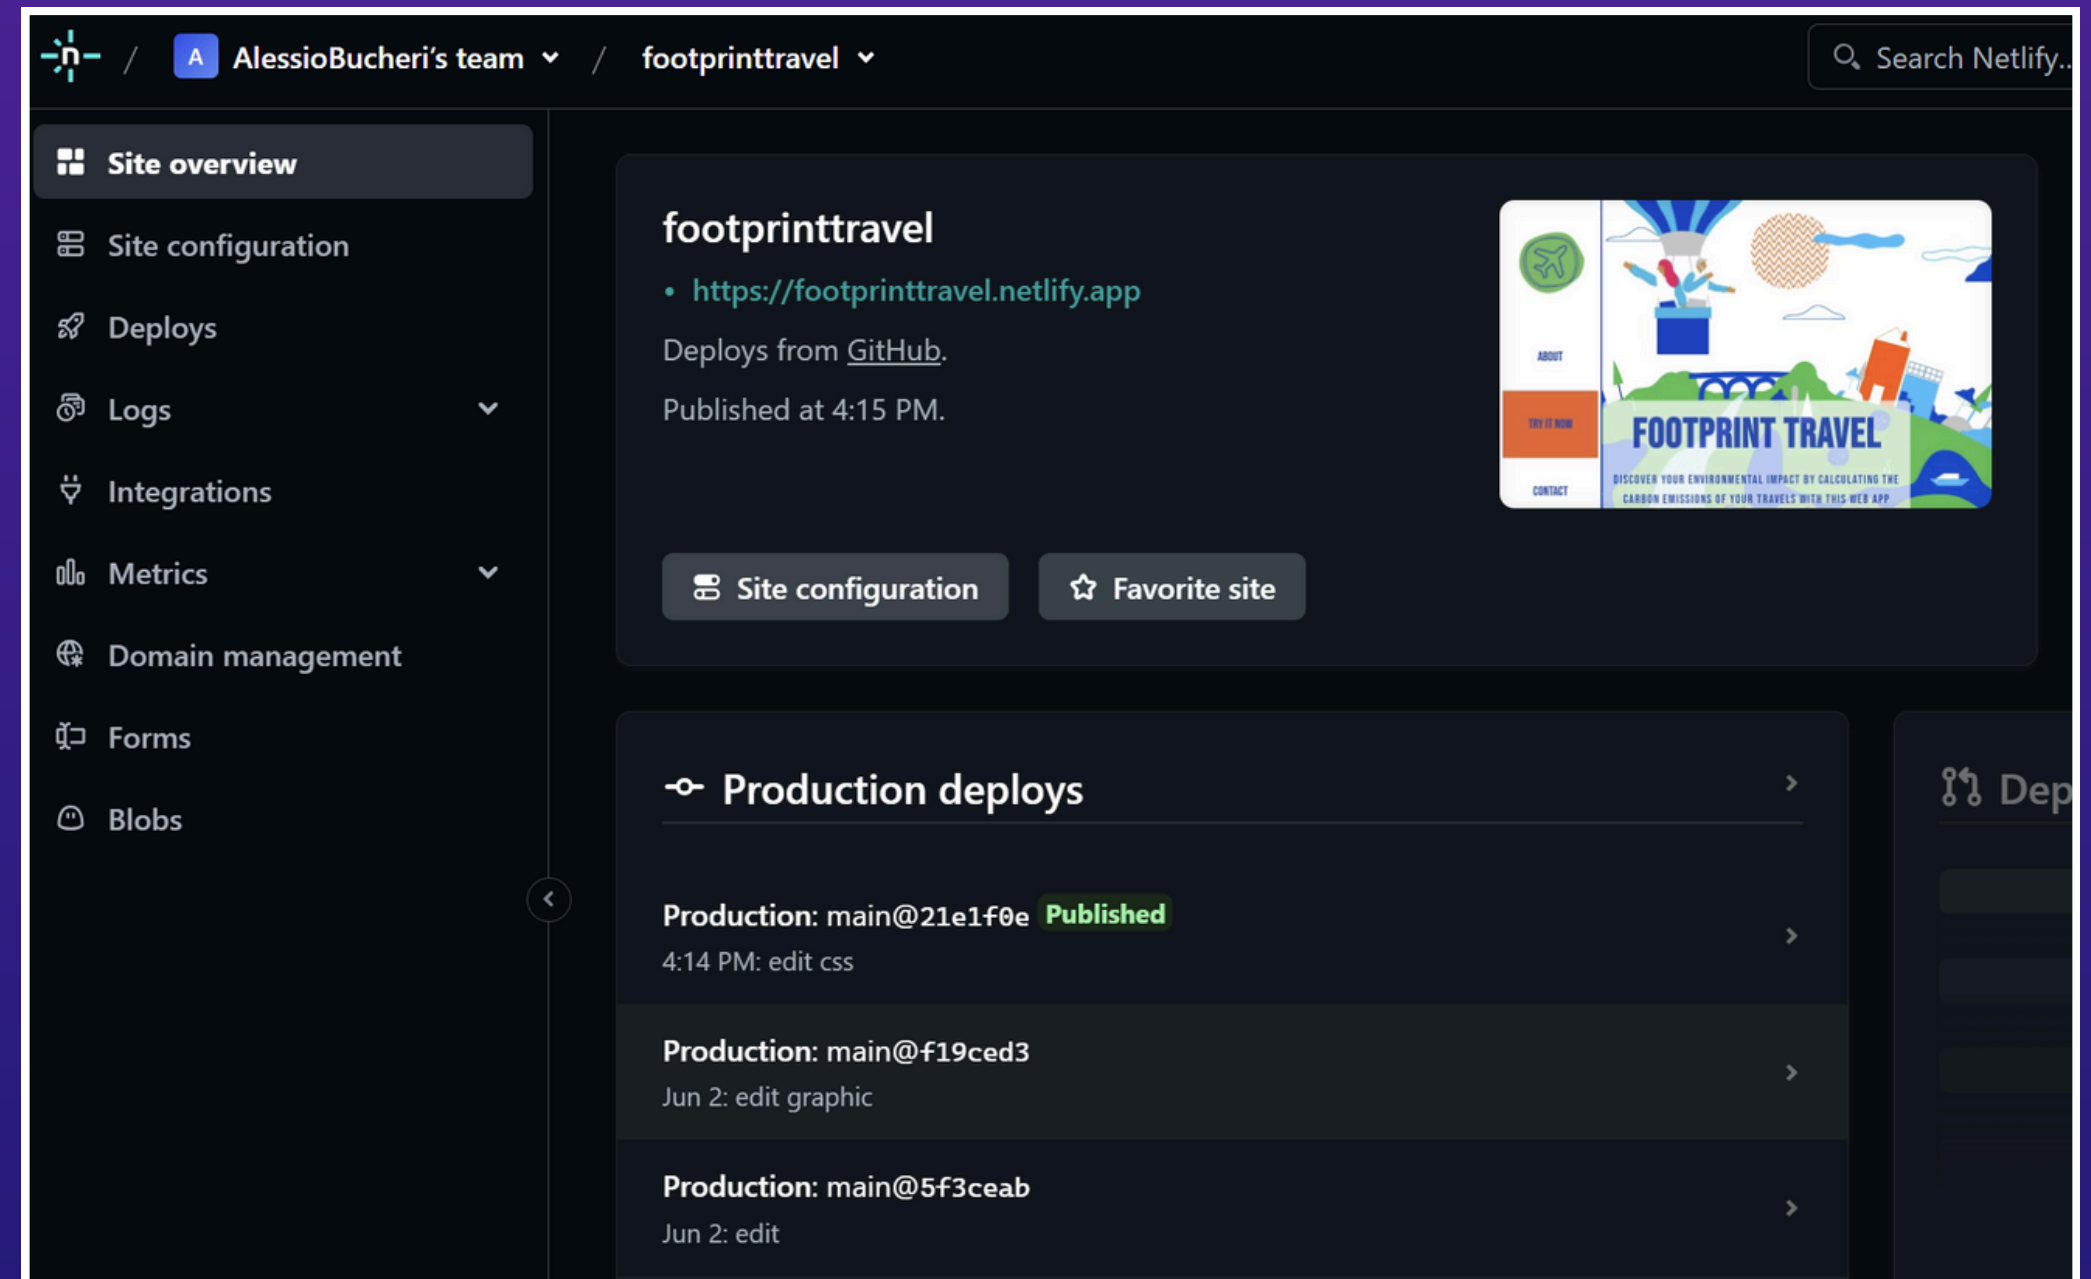 n / A AlessioBucheri's team / footprinttravel
Search Netlify..
Site overview
Site configuration
Deploys
Logs
Integrations
Metrics
Domain management
Forms
Blobs
footprinttravel
• https://footprinttravel.netlify.app
Deploys from GitHub.
Published at 4:15 PM.
Site configuration
Favorite site
ABOUT
TRY IT NOW
CONTACT
FOOTPRINT TRAVEL
DISCOVER YOUR ENVIRONMENTAL IMPACT BY CALCULATING THE
CARBON EMISSIONS OF YOUR TRAVELS WITH THIS WEB APP
Production deploys
Production: main@21e1f0e Published
4:14 PM: edit css
Production: main@f19ced3
Jun 2: edit graphic
Production: main@5f3ceab
Jun 2: edit
Dep